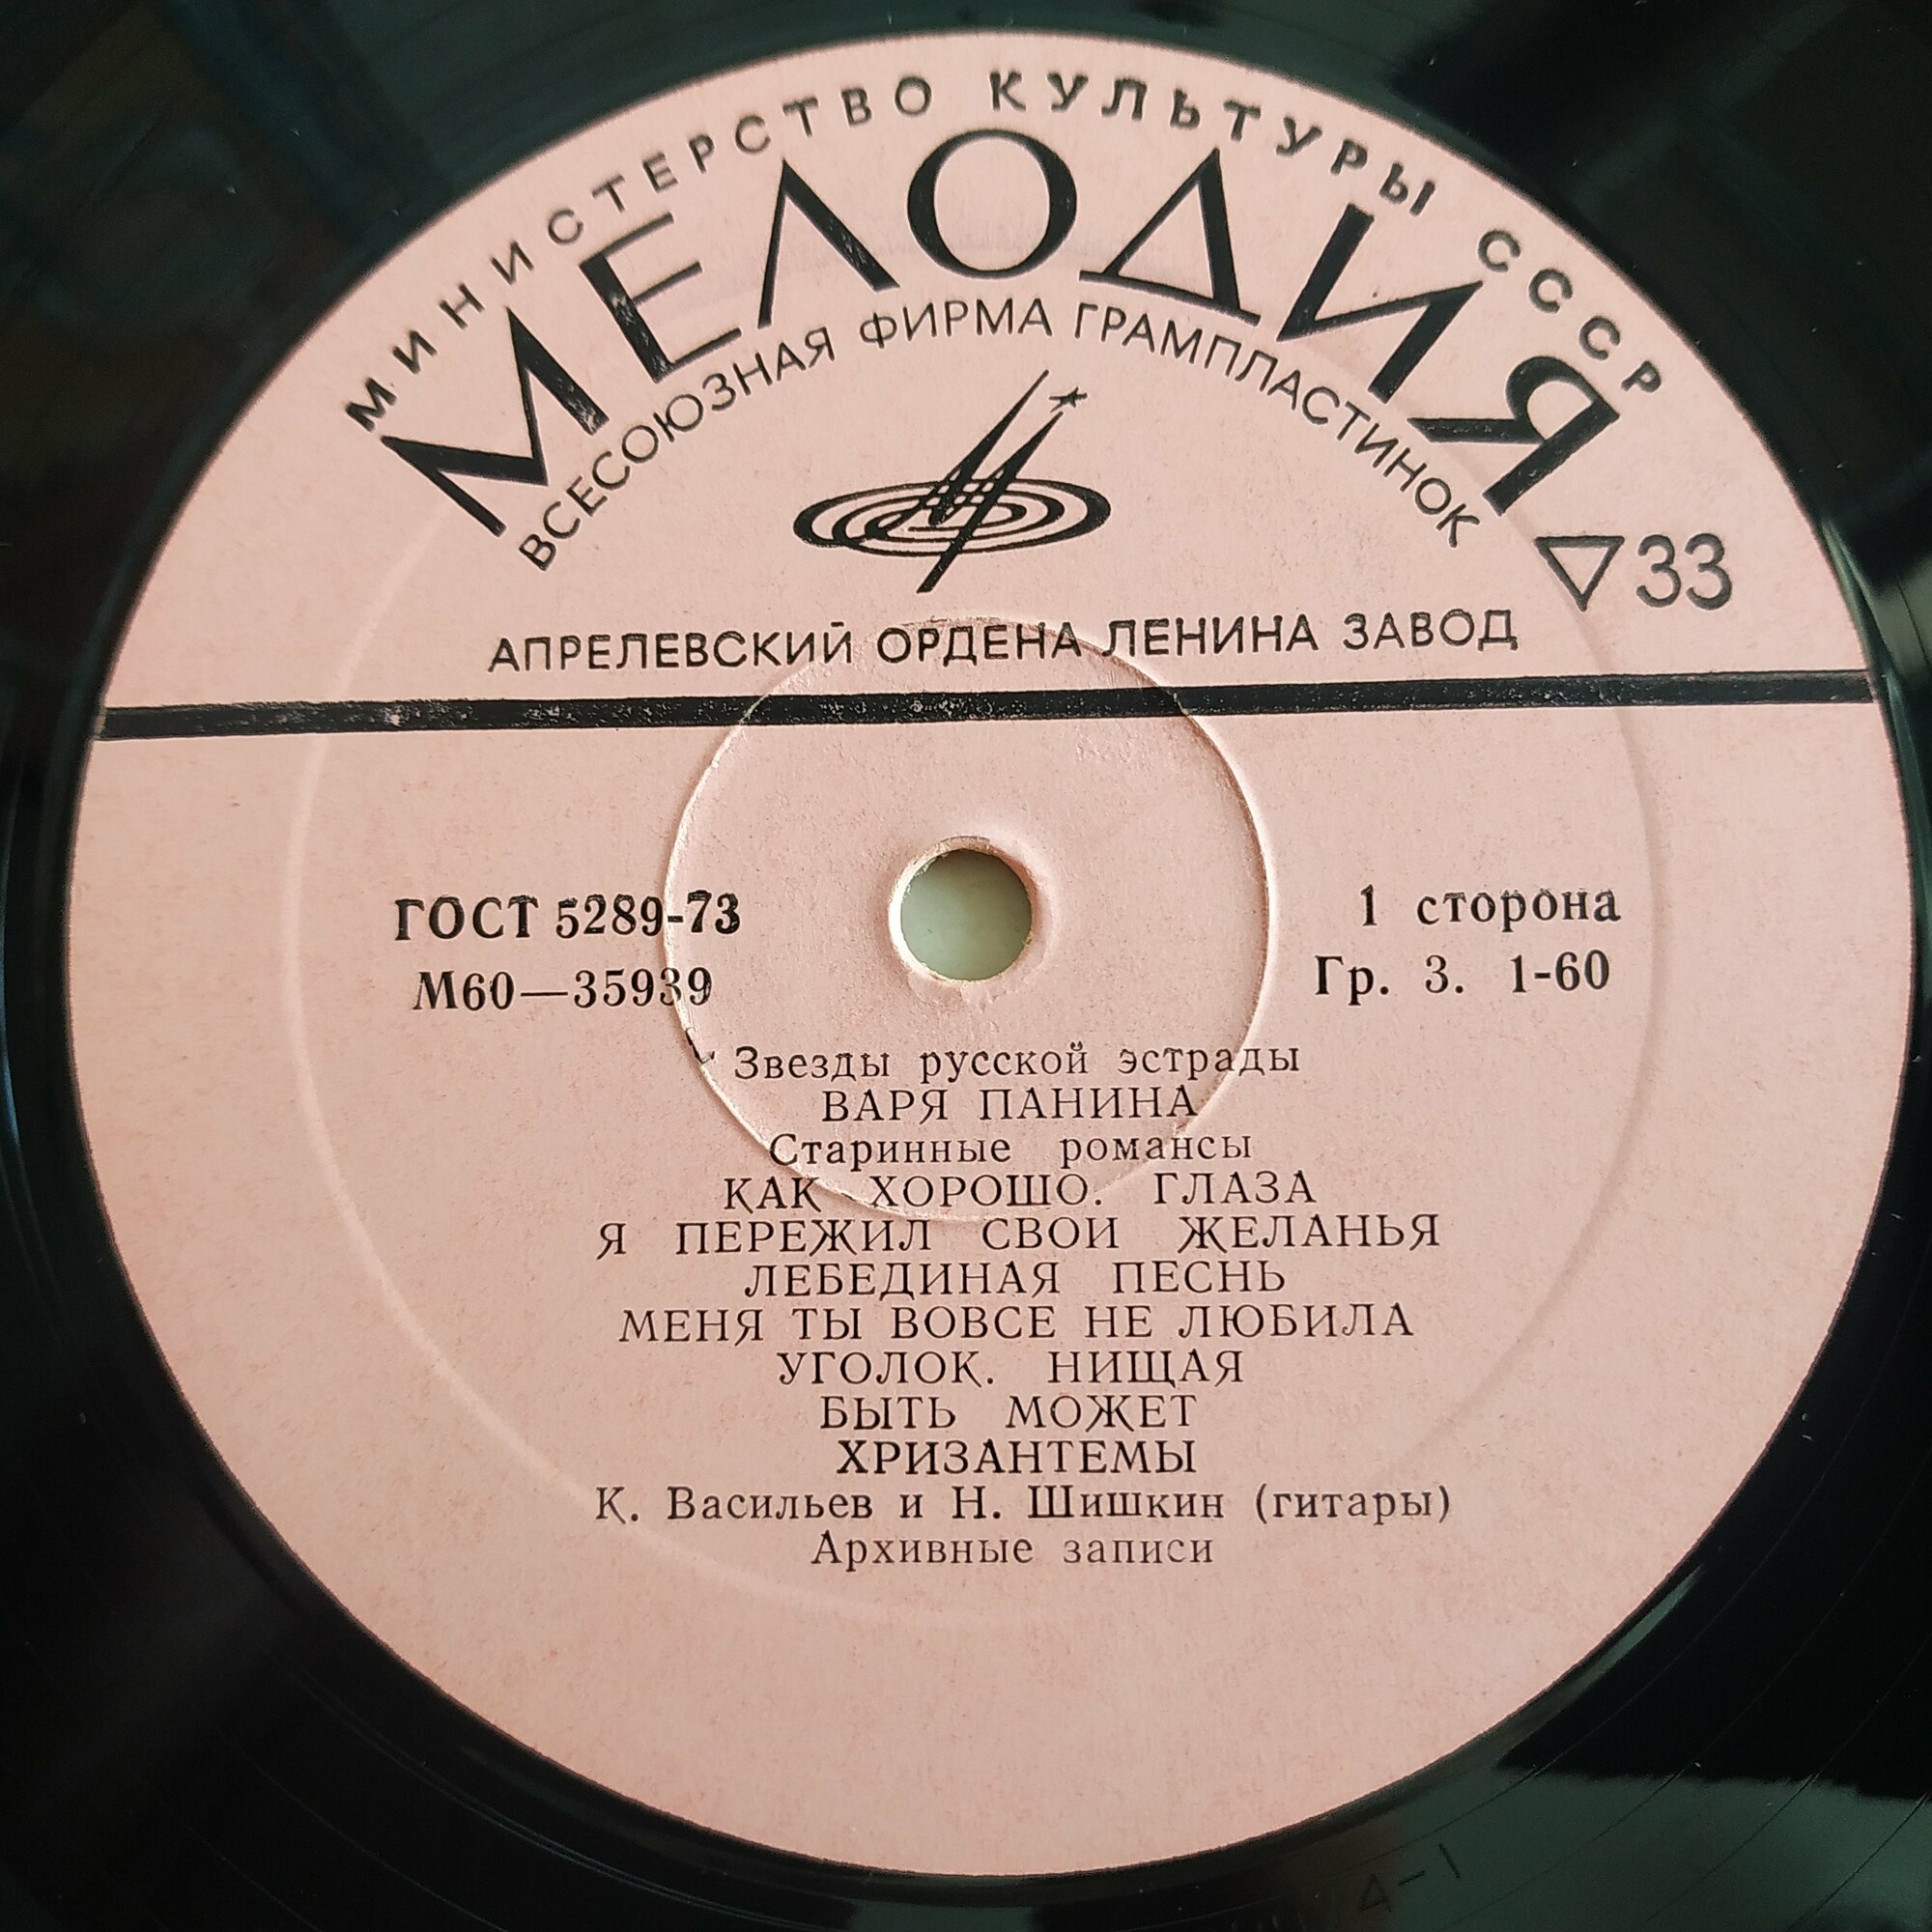 МИНИСТЕРСТВО КУЛЬТУРЫ СССР
МЕЛОДИЯ
ВСЕСОЮЗНАЯ ФИРМА ГРАМПЛАСТИНОК
▽33
АПРЕЛЕВСКИЙ ОРДЕНА ЛЕНИНА ЗАВОД
ГОСТ 5289-73
М60—35939
1 сторона
Гр. 3. 1-60
Звезды русской эстрады
ВАРЯ ПАНИНА
Старинные романсы
КАК ХОРОШО. ГЛАЗА
Я ПЕРЕЖИЛ СВОИ ЖЕЛАНЬЯ
ЛЕБЕДИНАЯ ПЕСНЬ
МЕНЯ ТЫ ВОВСЕ НЕ ЛЮБИЛА
УГОЛОК. НИЩАЯ
БЫТЬ МОЖЕТ
ХРИЗАНТЕМЫ
К. Васильев и Н. Шишкин (гитары)
Архивные записи
4-1